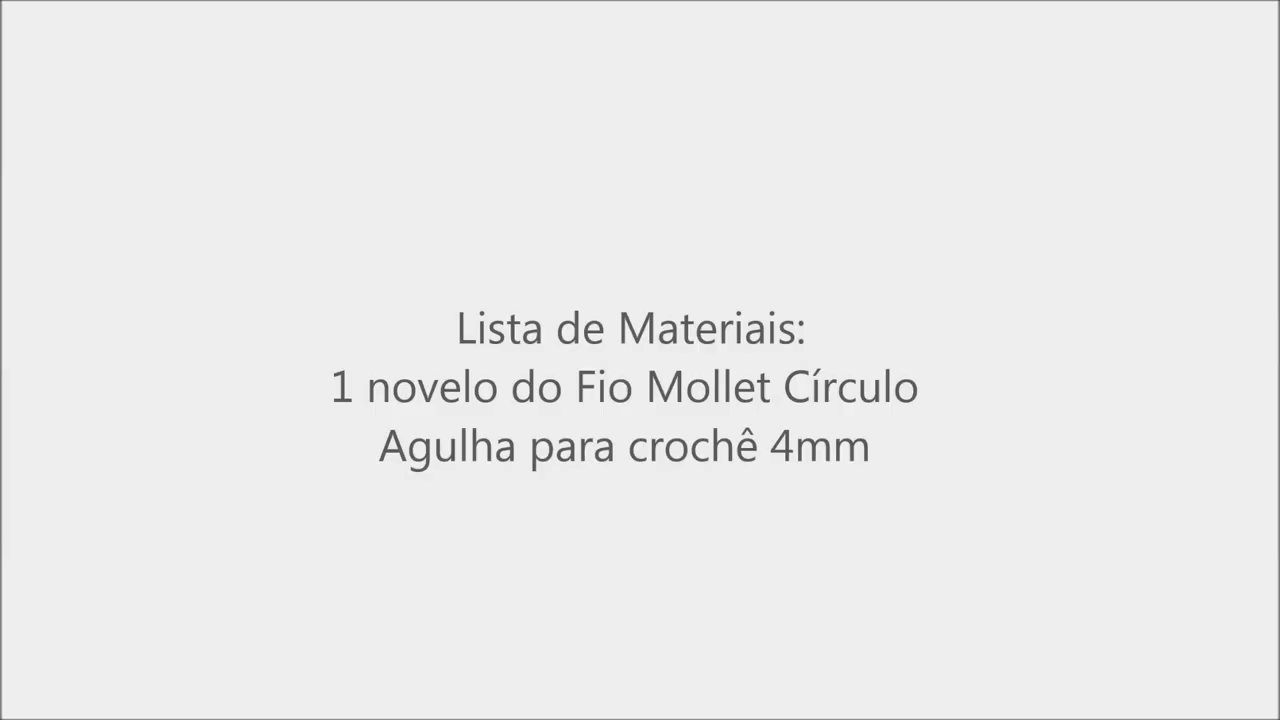 Lista de Materiais:
1 novelo do Fio Mollet Círculo
Agulha para crochê 4mm